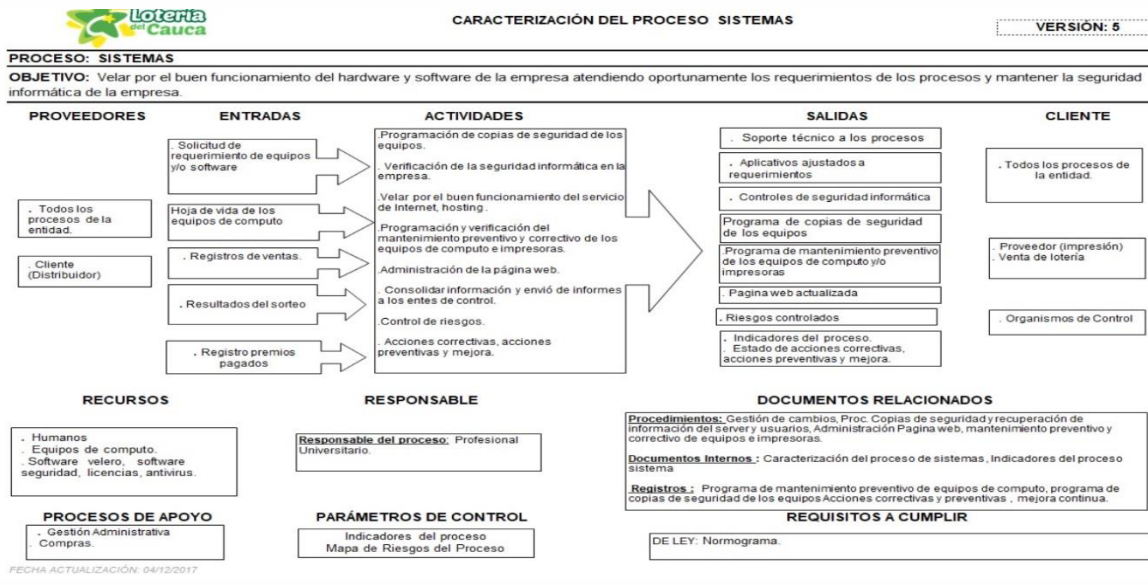 Lotería
del Cauca
CARACTERIZACIÓN DEL PROCESO SISTEMAS
VERSIÓN: 5
PROCESO: SISTEMAS
OBJETIVO: Velar por el buen funcionamiento del hardware y software de la empresa atendiendo oportunamente los requerimientos de los procesos y mantener la seguridad
informática de la empresa.
PROVEEDORES
. Todos los
procesos de la
entidad.
. Cliente
(Distribuidor)
ENTRADAS
. Solicitud de
requerimiento de equipos
y/o software
Hoja de vida de los
equipos de computo
. Registros de ventas.
. Resultados del sorteo
. Registro premios
pagados
ACTIVIDADES
.Programación de copias de seguridad de los
equipos.
. Verificación de la seguridad informática en la
empresa.
.Velar por el buen funcionamiento del servicio
de Internet, hosting.
.Programación y verificación del
mantenimiento preventivo y correctivo de los
equipos de computo e impresoras.
.Administración de la página web.
. Consolidar información y envió de informes
a los entes de control.
.Control de riesgos.
. Acciones correctivas, acciones
preventivas y mejora.
SALIDAS
. Soporte técnico a los procesos
. Aplicativos ajustados a
requerimientos
. Controles de seguridad informática
Programa de copias de seguridad
de los equipos
.Programa de mantenimiento preventivo
de los equipos de computo y/o
impresoras
. Pagina web actualizada
. Riesgos controlados
. Indicadores del proceso.
. Estado de acciones correctivas,
acciones preventivas y mejora.
CLIENTE
. Todos los procesos de
la entidad.
. Proveedor (impresión)
. Venta de lotería
. Organismos de Control
RECURSOS
. Humanos
. Equipos de computo.
. Software velero, software
seguridad, licencias, antivirus.
RESPONSABLE
Responsable del proceso: Profesional
Universitario.
DOCUMENTOS RELACIONADOS
Procedimientos: Gestión de cambios, Proc. Copias de seguridad y recuperación de
información del server y usuarios, Administración Pagina web, mantenimiento preventivo y
correctivo de equipos e impresoras.
Documentos Internos : Caracterización del proceso de sistemas, Indicadores del proceso
sistema
Registros : Programa de mantenimiento preventivo de equipos de computo, programa de
copias de seguridad de los equipos Acciones correctivas y preventivas , mejora continua.
PROCESOS DE APOYO
. Gestión Administrativa
. Compras.
PARÁMETROS DE CONTROL
Indicadores del proceso
Mapa de Riesgos del Proceso
REQUISITOS A CUMPLIR
DE LEY: Normograma.
FECHA ACTUALIZACIÓN: 04/12/2017